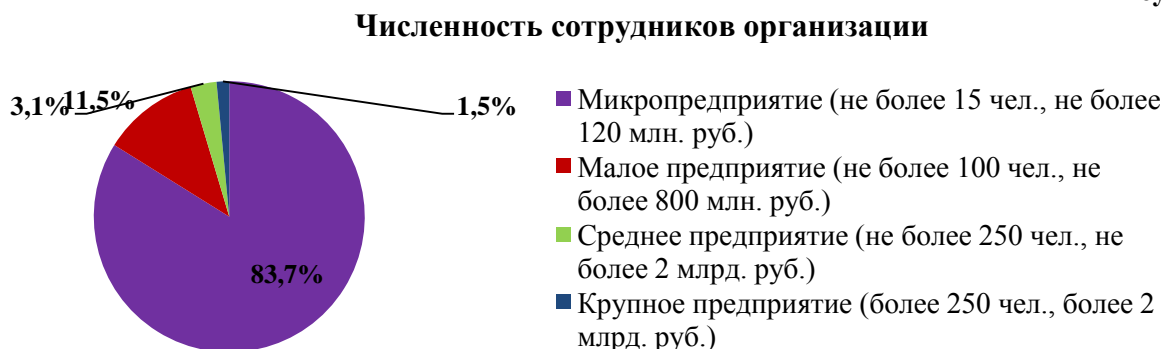 Численность сотрудников организации
3,1%
11,5%
1,5%
83,7%
Микропредприятие (не более 15 чел., не более
120 млн. руб.)
Малое предприятие (не более 100 чел., не
более 800 млн. руб.)
Среднее предприятие (не более 250 чел., не
более 2 млрд. руб.)
Крупное предприятие (более 250 чел., более 2
млрд. руб.)